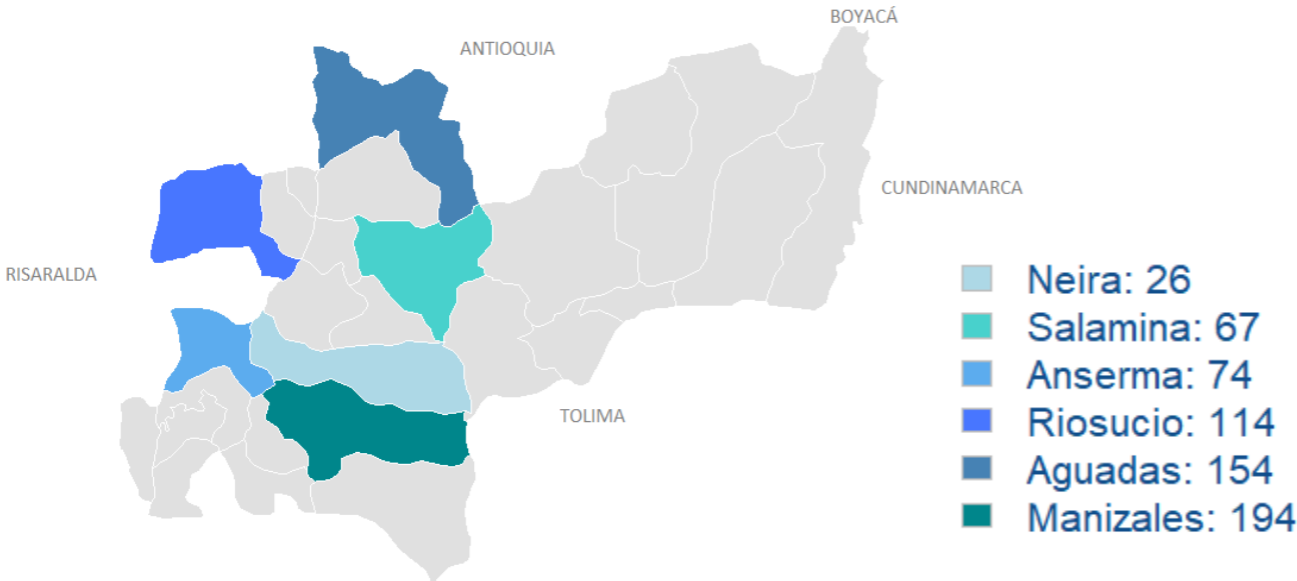 BOYACÁ
ANTIOQUIA
CUNDINAMARCA
RISARALDA
TOLIMA
Neira: 26
Salamina: 67
Anserma: 74
Riosucio: 114
Aguadas: 154
Manizales: 194